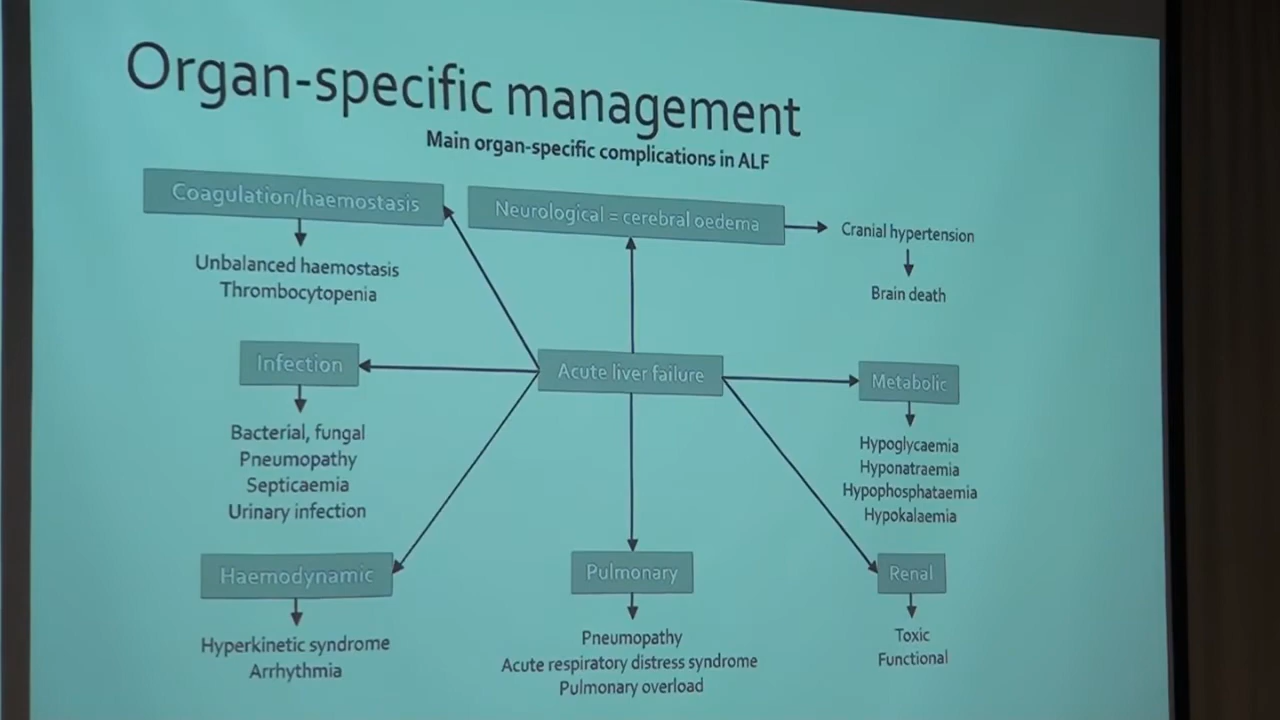 Organ-specific management
Main organ-specific complications in ALF
Coagulation/haemostasis
Unbalanced haemostasis
Thrombocytopenia
Neurological = cerebral oedema
Cranial hypertension
Brain death
Infection
Bacterial, fungal
Pneumopathy
Septicaemia
Urinary infection
Acute liver failure
Metabolic
Hypoglycaemia
Hyponatraemia
Hypophosphataemia
Hypokalaemia
Haemodynamic
Hyperkinetic syndrome
Arrhythmia
Pulmonary
Pneumopathy
Acute respiratory distress syndrome
Pulmonary overload
Renal
Toxic
Functional